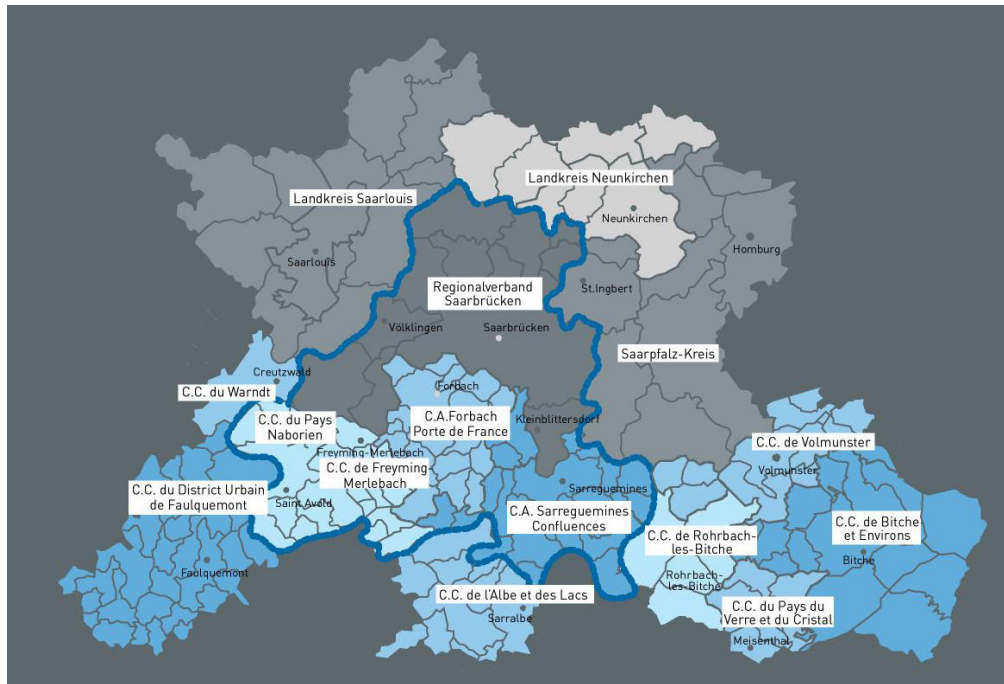 Landkreis Neunkirchen
Landkreis Saarlouis
Neunkirchen
Homburg
Saarlouis
St.Ingbert
Regionalverband
Saarbrücken
Völklingen
Saarbrücken
Saarpfalz-Kreis
Creutzwald
C.C. du Warndt
Forbach
C.C. du Pays
Naborien
C.A.Forbach
Porte de France
Kleinblittersdorf
Freyming-Merlebach
C.C. de Freyming-
Merlebach
C.C. de Volmunster
Volmunster
C.C. du District Urbain
de Faulquemont
Saint Avold
Sarreguemines
C.A. Sarreguemines
Confluences
C.C. de Rohrbach-
les-Bitche
C.C. de Bitche
et Environs
Bitche
Faulquemont
Rohrbach-
les-Bitche
C.C. de l'Albe et des Lacs
Sarralbe
C.C. du Pays du
Verre et du Cristal
Meisenthal